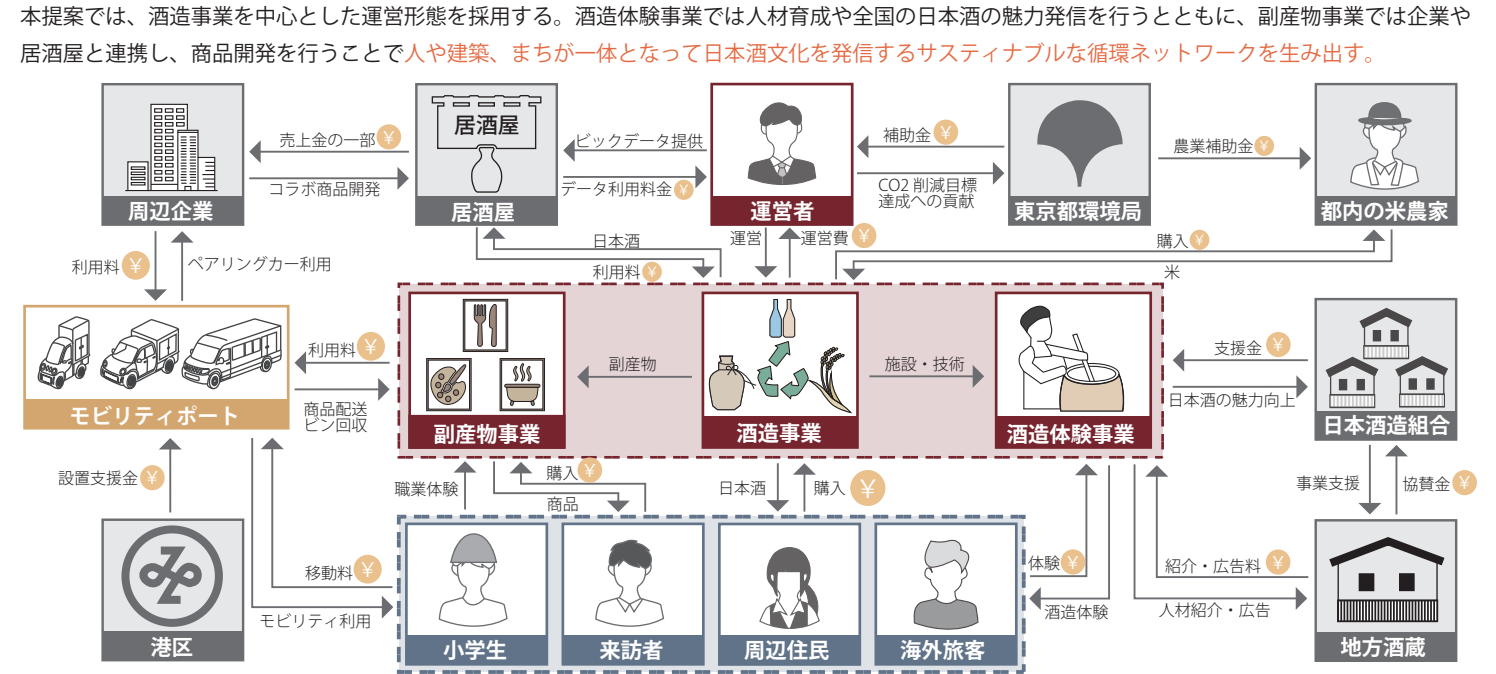 本提案では、酒造事業を中心とした運営形態を採用する。酒造体験事業では人材育成や全国の日本酒の魅力発信を行うとともに、副産物事業では企業や
居酒屋と連携し、商品開発を行うことで人や建築、まちが一体となって日本酒文化を発信するサスティナブルな循環ネットワークを生み出す。
周辺企業
売上金の一部 ¥
コラボ商品開発
居酒屋
居酒屋
ビックデータ提供
データ利用料金 ¥
運営者
補助金 ¥
CO2 削減目標
達成への貢献
東京都環境局
農業補助金 ¥
都内の米農家
利用料 ¥
ペアリングカー利用
日本酒
利用料 ¥
運営
運営費 ¥
購入 ¥
米
モビリティポート
利用料 ¥
商品配送
ビン回収
副産物事業
副産物
酒造事業
施設・技術
酒造体験事業
支援金 ¥
日本酒の魅力向上
日本酒造組合
設置支援金 ¥
職業体験
購入 ¥
商品
日本酒
購入 ¥
事業支援
協賛金 ¥
港区
移動料 ¥
モビリティ利用
小学生
来訪者
周辺住民
海外旅客
体験 ¥
酒造体験
紹介・広告料 ¥
人材紹介・広告
地方酒蔵